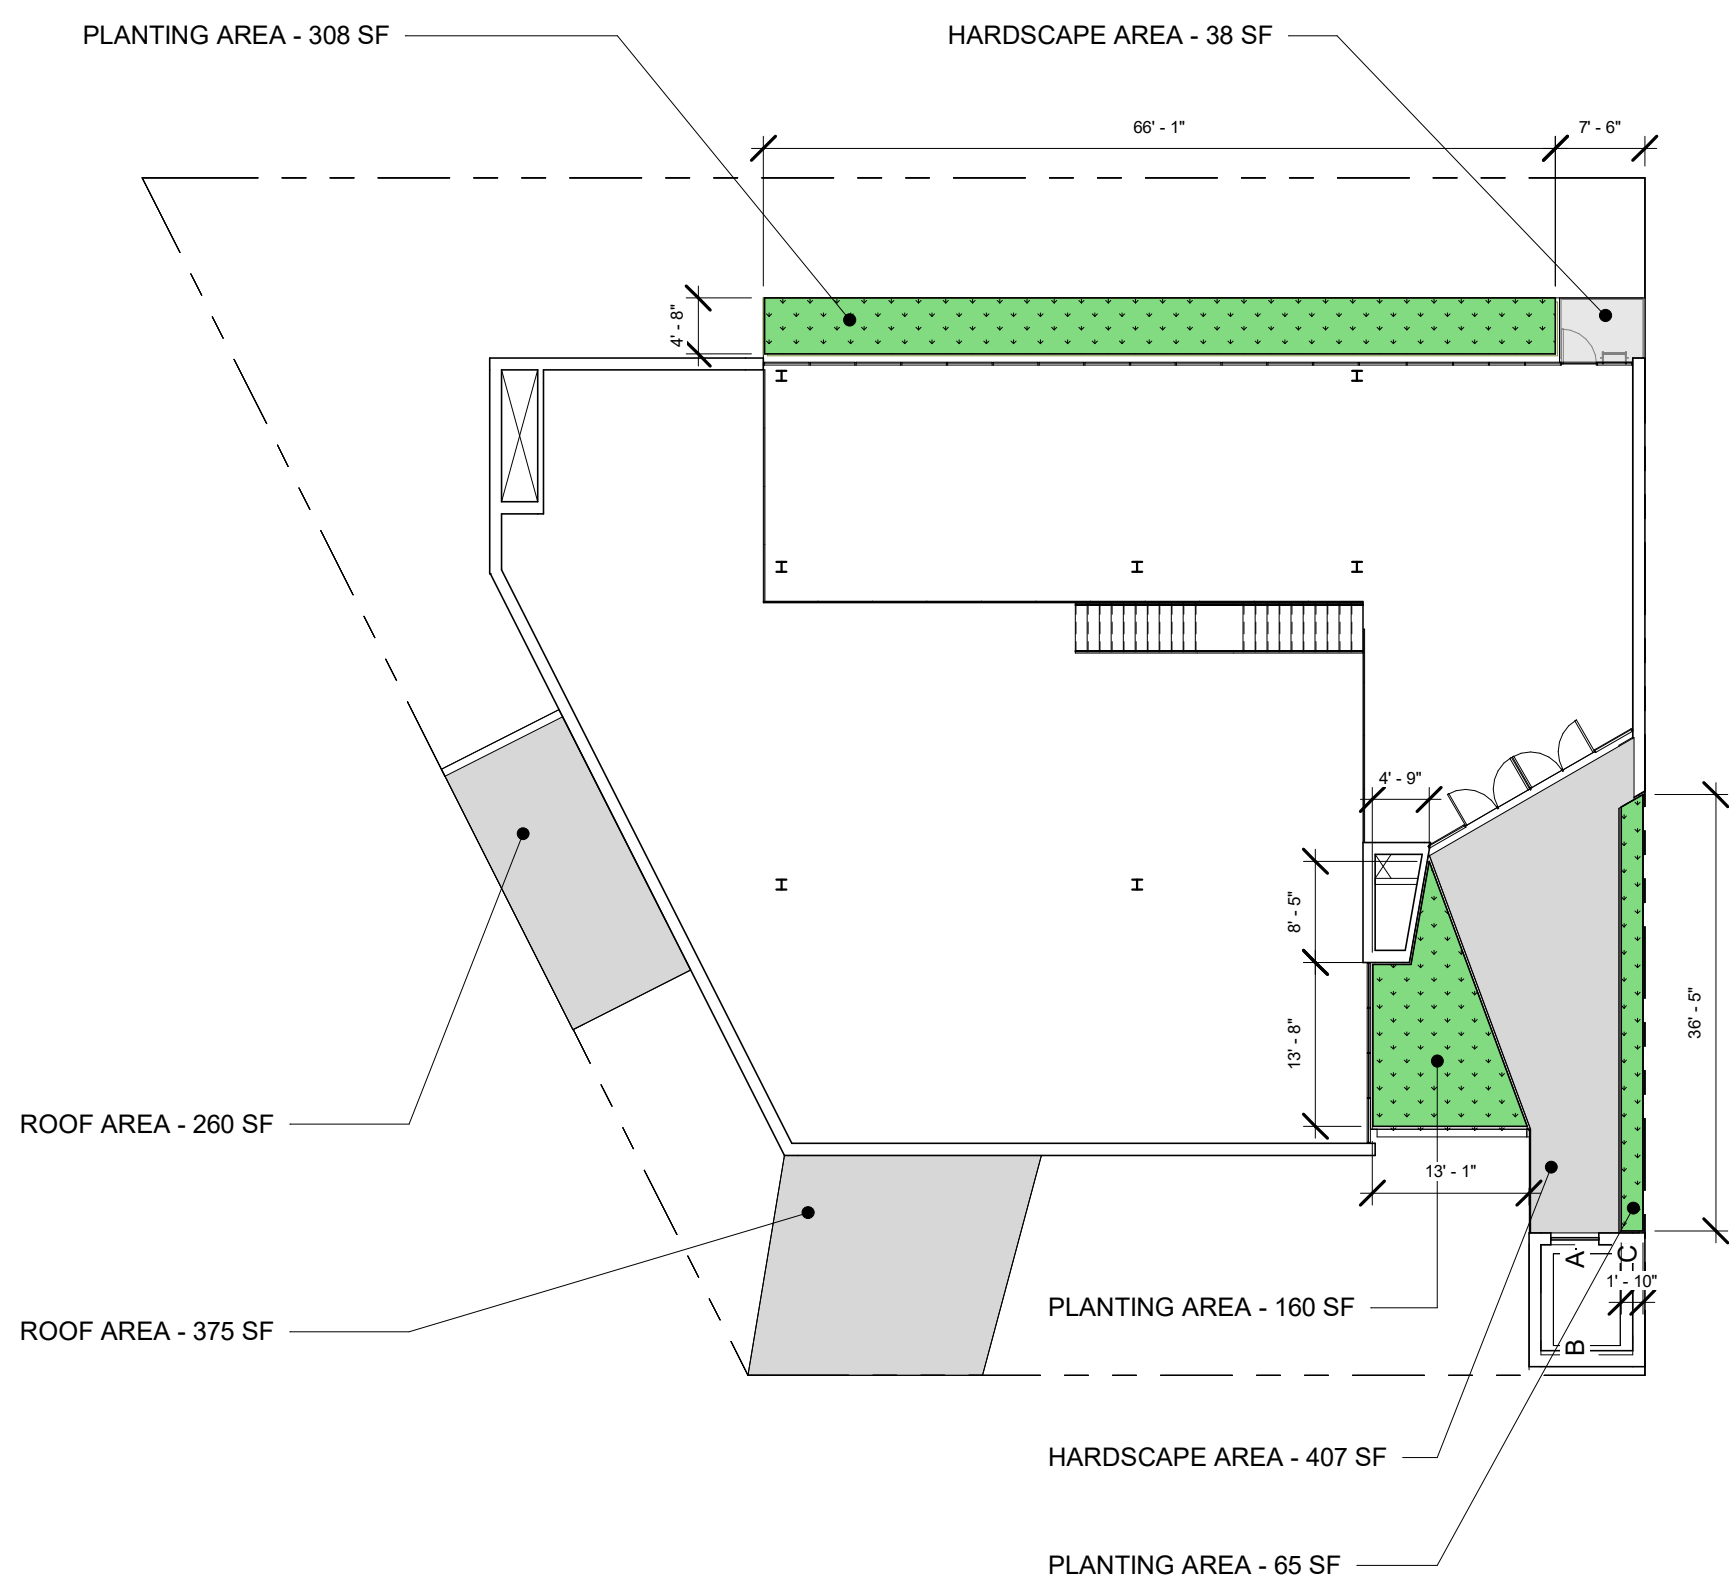 PLANTING AREA - 308 SF
HARDSCAPE AREA - 38 SF
66' - 1"
7' - 6"
4' - 8"
4' - 9"
8' - 5"
36' - 5"
13' - 8"
ROOF AREA - 260 SF
13' - 1"
A
C
1' - 10"
PLANTING AREA - 160 SF
ROOF AREA - 375 SF
B
HARDSCAPE AREA - 407 SF
PLANTING AREA - 65 SF